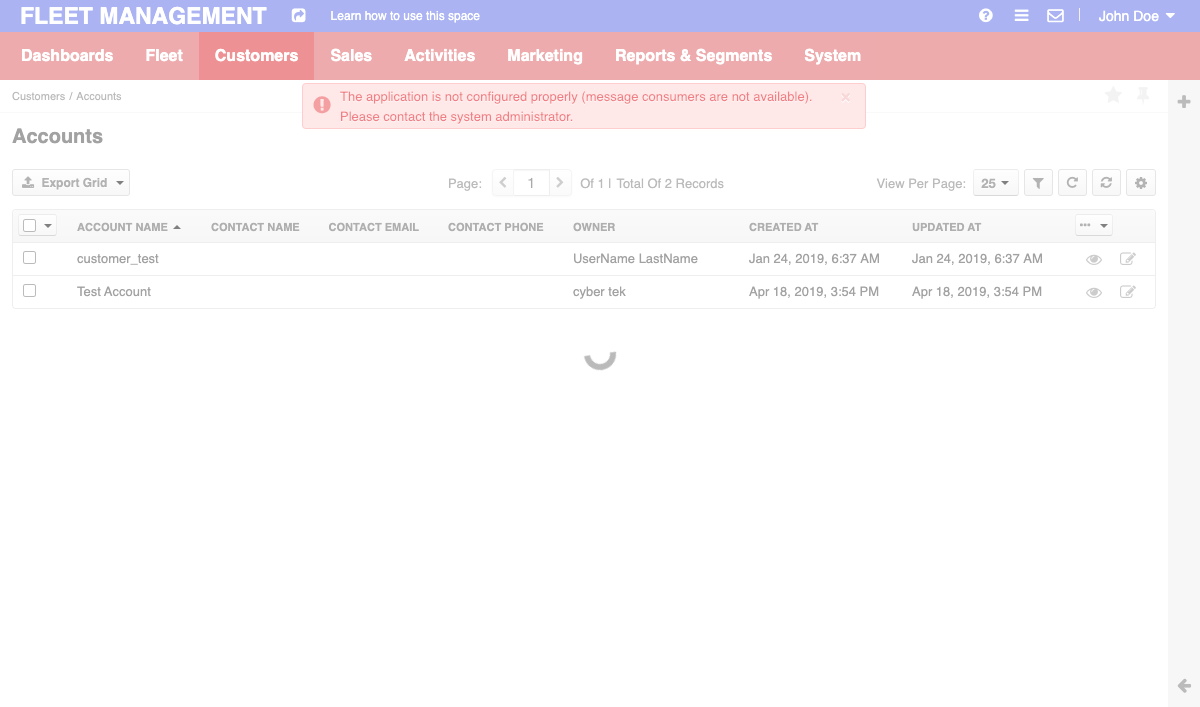 FLEET MANAGEMENT Learn how to use this space John Doe
Dashboards Fleet Customers Sales Activities Marketing Reports & Segments System
Customers / Accounts
The application is not configured properly (message consumers are not available). ×
Please contact the system administrator.
Accounts
Export Grid Page: 1 Of 1 | Total Of 2 Records View Per Page: 25
ACCOUNT NAME CONTACT NAME CONTACT EMAIL CONTACT PHONE OWNER CREATED AT UPDATED AT
customer_test UserName LastName Jan 24, 2019, 6:37 AM Jan 24, 2019, 6:37 AM
Test Account cyber tek Apr 18, 2019, 3:54 PM Apr 18, 2019, 3:54 PM